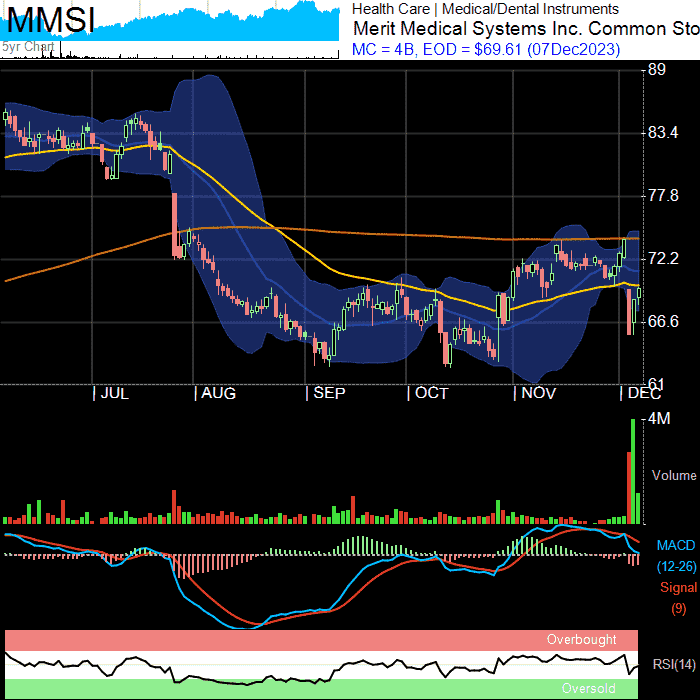 MMSI
5yr Chart
Health Care | Medical/Dental Instruments
Merit Medical Systems Inc. Common Sto
MC = 4B, EOD = $69.61 (07Dec2023)
89
83.4
77.8
72.2
66.6
61
| JUL | AUG | SEP | OCT | NOV | DEC
4M
Volume
MACD
(12-26)
Signal
(9)
Overbought
RSI(14)
Oversold